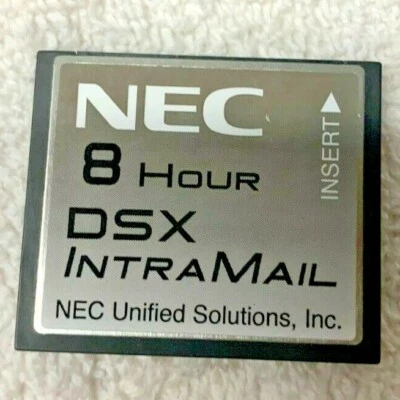 NEC
8 HOUR
DSX
INTRAMAIL
NEC Unified Solutions, Inc.
INSERT